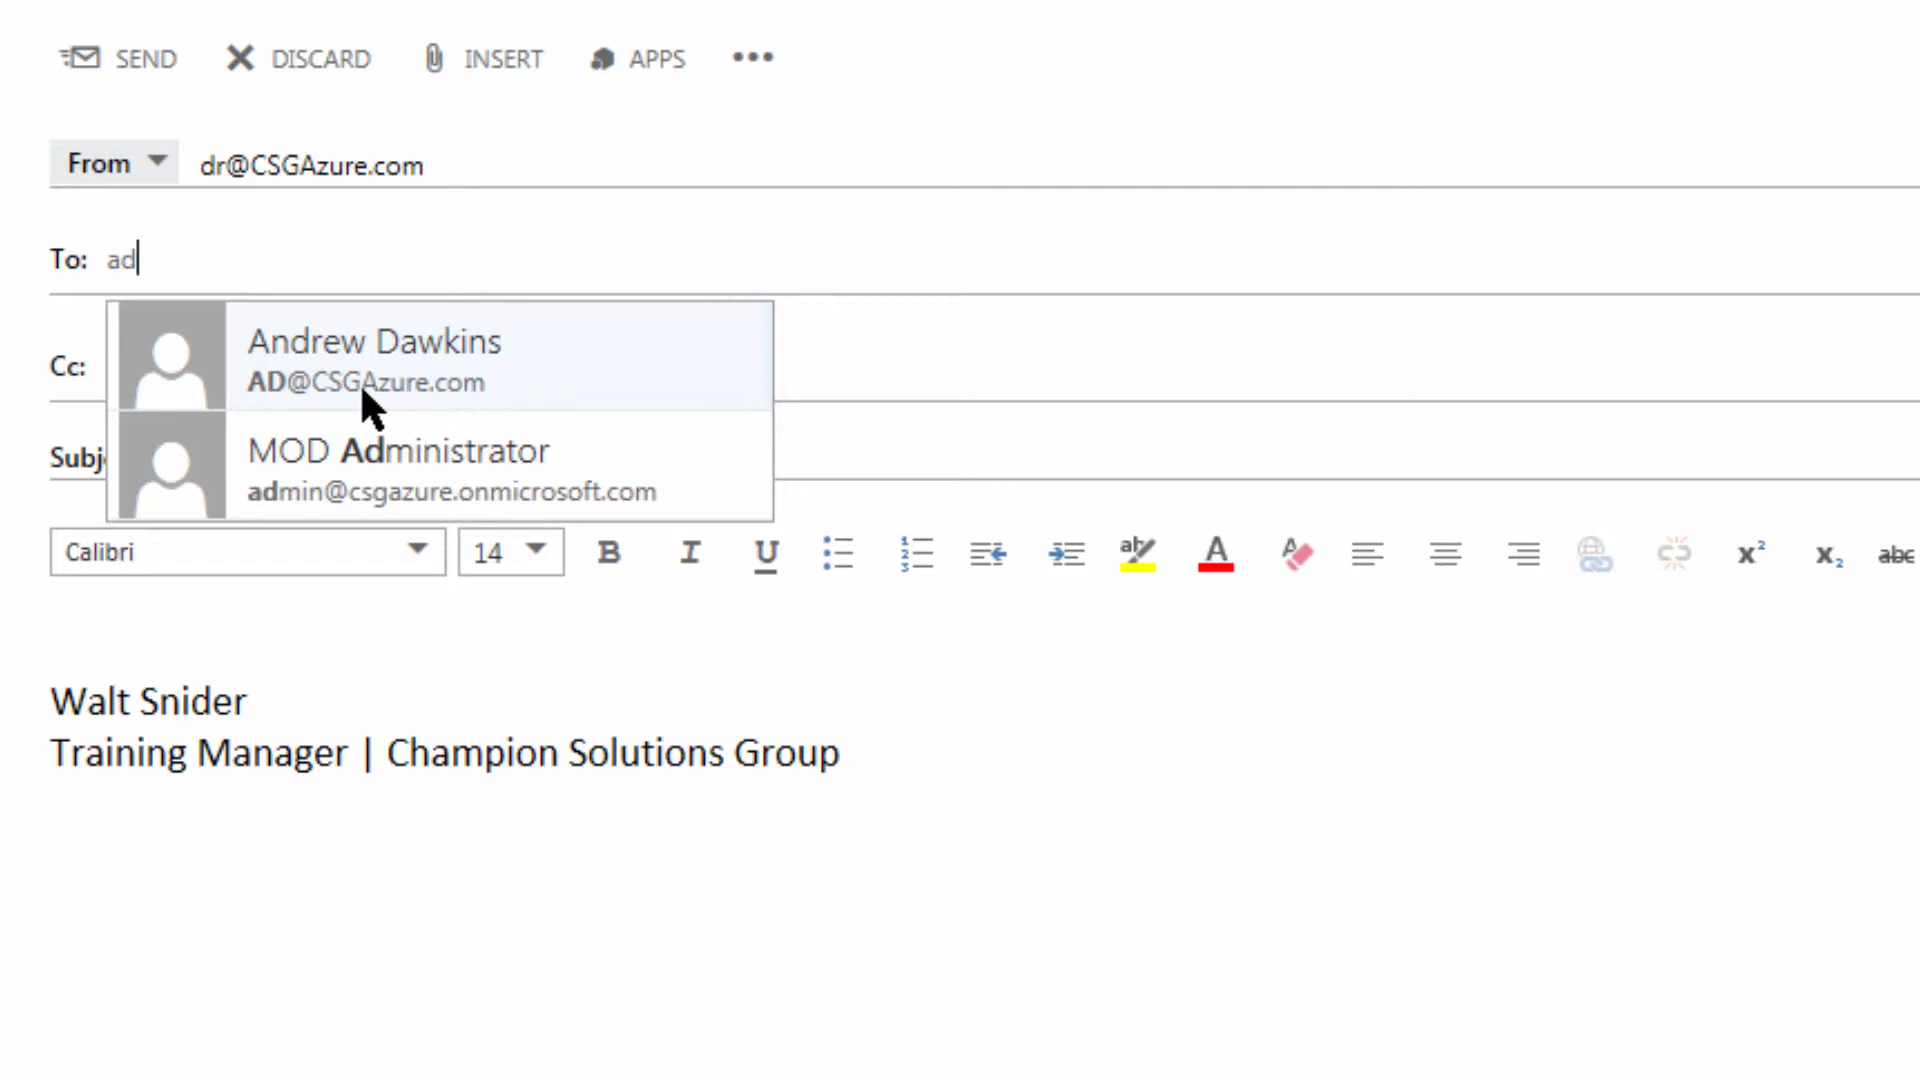 SEND DISCARD INSERT APPS •••
From dr@CSGAzure.com
To: ad
Andrew Dawkins
AD@CSGAzure.com
Cc:
MOD Administrator
Subj
admin@csgazure.onmicrosoft.com
Calibri 14 B I U ab A A x² x₂ abc
Walt Snider
Training Manager | Champion Solutions Group